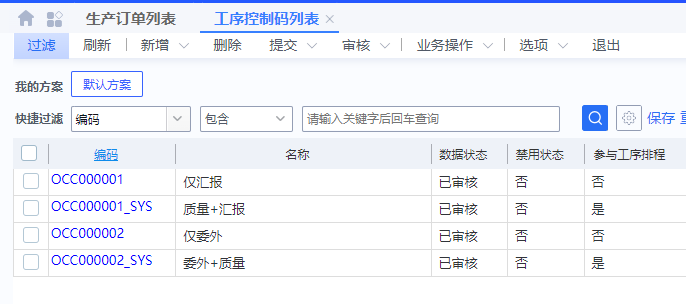 生产订单列表 工序控制码列表
过滤 刷新 新增 删除 提交 审核 业务操作 选项 退出
我的方案 默认方案
快捷过滤 编码 包含 请输入关键字后回车查询 保存
编码 名称 数据状态 禁用状态 参与工序排程
OCC000001 仅汇报 已审核 否 否
OCC000001_SYS 质量+汇报 已审核 否 是
OCC000002 仅委外 已审核 否 否
OCC000002_SYS 委外+质量 已审核 否 是